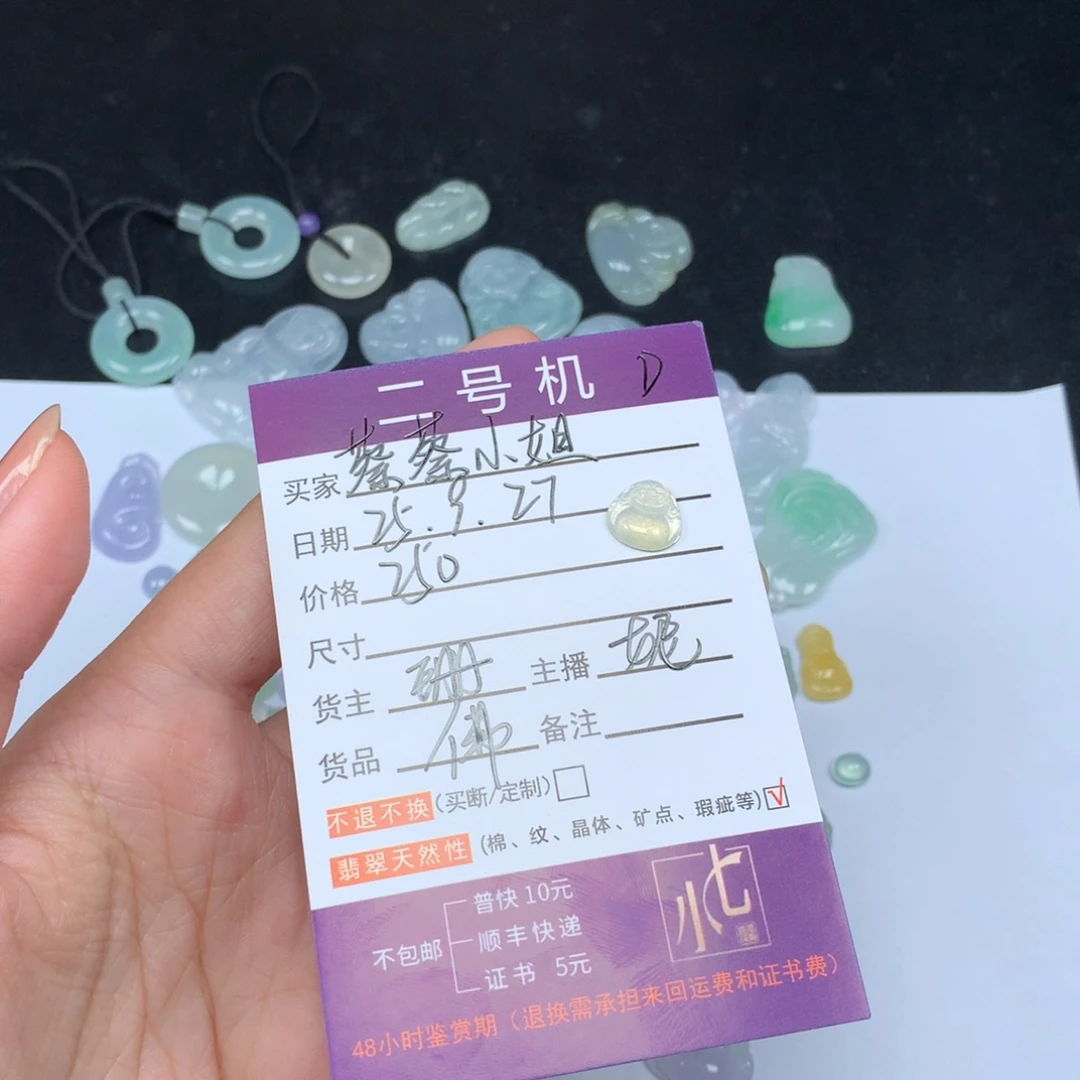 二号机 D
买家 蔡蔡小姐
日期 25.9.27
价格 250
尺寸
货主 珊 主播 妮
货品 佛 备注
不退不换(买断/定制)
翡翠天然性 (棉、纹、晶体、矿点、瑕疵等) √
普快10元
不包邮 顺丰快递
证书 5元
小七
48小时鉴赏期（退换需承担来回运费和证书费）